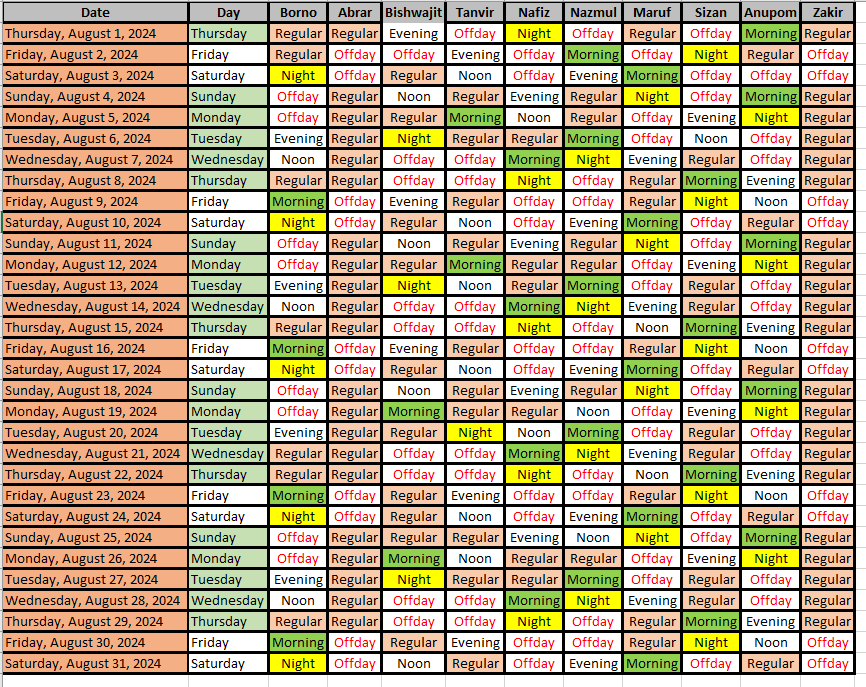 Date Day Borno Abrar Bishwajit Tanvir Nafiz Nazmul Maruf Sizan Anupom Zakir
Thursday, August 1, 2024 Thursday Regular Regular Evening Offday Night Offday Regular Offday Morning Regular
Friday, August 2, 2024 Friday Regular Offday Offday Evening Offday Morning Offday Night Regular Offday
Saturday, August 3, 2024 Saturday Night Offday Regular Noon Offday Evening Morning Offday Offday Offday
Sunday, August 4, 2024 Sunday Offday Regular Noon Regular Evening Regular Night Offday Morning Regular
Monday, August 5, 2024 Monday Offday Regular Regular Morning Noon Regular Offday Evening Night Regular
Tuesday, August 6, 2024 Tuesday Evening Regular Night Regular Regular Morning Offday Noon Offday Regular
Wednesday, August 7, 2024 Wednesday Noon Regular Offday Offday Morning Night Evening Regular Offday Regular
Thursday, August 8, 2024 Thursday Regular Regular Offday Offday Night Offday Regular Morning Evening Regular
Friday, August 9, 2024 Friday Morning Offday Evening Regular Offday Offday Regular Night Noon Offday
Saturday, August 10, 2024 Saturday Night Offday Regular Noon Offday Evening Morning Offday Regular Offday
Sunday, August 11, 2024 Sunday Offday Regular Noon Regular Evening Regular Night Offday Morning Regular
Monday, August 12, 2024 Monday Offday Regular Regular Morning Regular Regular Offday Evening Night Regular
Tuesday, August 13, 2024 Tuesday Evening Regular Night Noon Regular Morning Offday Regular Offday Regular
Wednesday, August 14, 2024 Wednesday Noon Regular Offday Offday Morning Night Evening Regular Offday Regular
Thursday, August 15, 2024 Thursday Regular Regular Offday Offday Night Offday Noon Morning Evening Regular
Friday, August 16, 2024 Friday Morning Offday Evening Regular Offday Offday Regular Night Noon Offday
Saturday, August 17, 2024 Saturday Night Offday Regular Noon Offday Evening Morning Offday Regular Offday
Sunday, August 18, 2024 Sunday Offday Regular Noon Regular Evening Regular Night Offday Morning Regular
Monday, August 19, 2024 Monday Offday Regular Morning Regular Regular Noon Offday Evening Night Regular
Tuesday, August 20, 2024 Tuesday Evening Regular Regular Night Noon Morning Offday Regular Offday Regular
Wednesday, August 21, 2024 Wednesday Regular Regular Offday Offday Morning Night Evening Regular Offday Regular
Thursday, August 22, 2024 Thursday Regular Regular Offday Offday Night Offday Noon Morning Evening Regular
Friday, August 23, 2024 Friday Morning Offday Regular Evening Offday Offday Regular Night Noon Offday
Saturday, August 24, 2024 Saturday Night Offday Regular Noon Offday Evening Morning Offday Regular Offday
Sunday, August 25, 2024 Sunday Offday Regular Regular Regular Evening Noon Night Offday Morning Regular
Monday, August 26, 2024 Monday Offday Regular Morning Noon Regular Regular Offday Evening Night Regular
Tuesday, August 27, 2024 Tuesday Evening Regular Night Regular Regular Morning Offday Regular Offday Regular
Wednesday, August 28, 2024 Wednesday Noon Regular Offday Offday Morning Night Evening Regular Offday Regular
Thursday, August 29, 2024 Thursday Regular Regular Offday Offday Night Offday Regular Morning Evening Regular
Friday, August 30, 2024 Friday Morning Offday Regular Evening Offday Offday Regular Night Noon Offday
Saturday, August 31, 2024 Saturday Night Offday Noon Regular Offday Evening Morning Offday Regular Offday